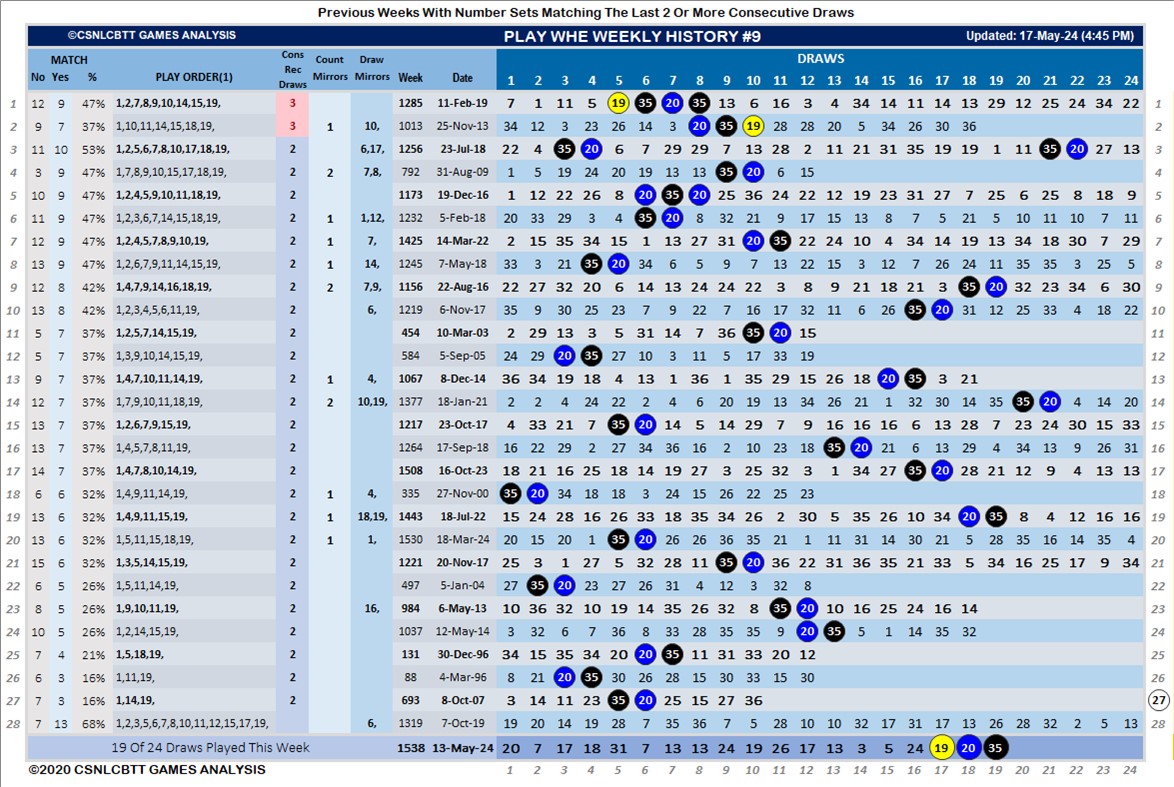 Previous Weeks With Number Sets Matching The Last 2 Or More Consecutive Draws
©CSNLCBTT GAMES ANALYSIS PLAY WHE WEEKLY HISTORY #9 Updated: 17-May-24 (4:45 PM)
MATCH Cons Count Draw DRAWS
No Yes % PLAY ORDER(1) Rec Draws Mirrors Mirrors Week Date 1 2 3 4 5 6 7 8 9 10 11 12 13 14 15 16 17 18 19 20 21 22 23 24
1 12 9 47% 1,2,7,8,9,10,14,15,19, 3 1285 11-Feb-19 7 1 11 5 19 35 20 35 13 6 16 3 4 34 14 11 14 13 29 12 25 24 34 22 1
2 9 7 37% 1,10,11,14,15,18,19, 3 1 10, 1013 25-Nov-13 34 12 3 23 26 14 3 20 35 19 28 28 20 5 34 26 30 36 2
3 11 10 53% 1,2,5,6,7,8,10,17,18,19, 2 6,17, 1256 23-Jul-18 22 4 35 20 6 7 29 29 7 13 28 2 11 21 31 35 19 19 1 11 35 20 27 13 3
4 3 9 47% 1,7,8,9,10,15,17,18,19, 2 2 7,8, 792 31-Aug-09 1 5 19 24 20 19 13 13 35 20 6 15 4
5 10 9 47% 1,2,4,5,9,10,11,18,19, 2 1173 19-Dec-16 1 12 22 26 8 20 35 20 25 36 24 22 12 19 23 31 27 7 25 6 25 8 18 9 5
6 11 9 47% 1,2,3,6,7,14,15,18,19, 2 1 1,12, 1232 5-Feb-18 20 33 29 3 4 35 20 8 32 21 9 17 15 13 8 7 5 21 5 10 11 10 7 11 6
7 12 9 47% 1,2,4,5,7,8,9,10,19, 2 1 7, 1425 14-Mar-22 2 15 35 34 15 1 13 27 31 20 35 22 24 10 4 34 14 19 13 34 18 30 7 29 7
8 13 9 47% 1,2,6,7,9,11,14,15,19, 2 1 14, 1245 7-May-18 33 3 21 35 20 34 6 5 9 7 13 22 15 3 12 7 26 24 11 35 3 3 25 5 8
9 12 8 42% 1,4,7,9,14,16,18,19, 2 2 7,9, 1156 22-Aug-16 22 27 32 20 6 14 13 24 24 22 3 8 9 21 18 21 3 35 20 32 23 34 6 30 9
10 13 8 42% 1,2,3,4,5,6,11,19, 2 6, 1219 6-Nov-17 35 9 30 25 23 7 9 22 7 16 17 32 11 6 26 35 20 31 12 25 33 4 18 22 10
11 5 7 37% 1,2,5,7,14,15,19, 2 454 10-Mar-03 2 29 13 3 5 31 14 7 36 35 20 15 11
12 5 7 37% 1,3,9,10,14,15,19, 2 584 5-Sep-05 24 29 20 35 27 10 3 11 5 17 33 19 12
13 9 7 37% 1,4,7,10,11,14,19, 2 1 4, 1067 8-Dec-14 36 34 19 18 4 13 1 36 1 35 29 15 26 14 20 35 3 21 13
14 12 7 37% 1,7,9,10,11,18,19, 2 2 10,19, 1377 18-Jan-21 2 2 4 24 22 2 4 6 20 19 13 34 26 21 1 32 30 14 35 35 20 4 14 20 14
15 13 7 37% 1,2,6,7,9,15,19, 2 1217 23-Oct-17 4 33 21 7 35 20 14 5 14 29 7 9 16 16 16 6 13 28 7 23 24 30 15 33 15
16 13 7 37% 1,4,5,7,8,11,19, 2 1264 17-Sep-18 16 22 29 2 27 34 36 16 2 10 23 18 35 20 21 6 13 29 4 34 13 9 26 31 16
17 14 7 37% 1,4,7,8,10,14,19, 2 1508 16-Oct-23 18 21 16 25 18 14 19 27 3 25 32 3 1 34 27 35 20 28 21 12 9 4 13 13 17
18 6 6 32% 1,4,9,11,14,19, 2 1 4, 335 27-Nov-00 35 20 34 18 18 3 24 15 26 22 25 23 18
19 13 6 32% 1,4,9,11,15,19, 2 1 18,19, 1443 18-Jul-22 15 24 28 16 26 33 18 35 34 26 2 30 5 35 26 10 34 20 35 8 4 12 16 16 19
20 13 6 32% 1,5,11,15,18,19, 2 1 1, 1530 18-Mar-24 20 15 20 1 35 20 26 26 36 35 21 1 11 31 14 30 21 5 28 35 16 14 35 4 20
21 15 6 32% 1,3,5,14,15,19, 2 1221 20-Nov-17 25 3 1 27 5 32 28 11 35 20 36 22 31 36 35 21 33 5 34 16 25 17 9 34 21
22 6 5 26% 1,5,11,14,19, 2 497 5-Jan-04 27 35 20 23 27 26 31 4 12 3 32 8 22
23 8 5 26% 1,9,10,11,19, 2 16, 984 6-May-13 10 36 32 10 19 14 35 26 32 8 35 20 10 16 25 24 16 14 23
24 10 5 26% 1,2,14,15,19, 2 1037 12-May-14 3 32 6 7 36 8 33 28 35 35 9 20 35 5 1 14 35 32 24
25 7 4 21% 1,5,18,19, 2 131 30-Dec-96 34 15 35 34 20 20 35 11 31 33 20 12 25
26 6 3 16% 1,11,19, 2 88 4-Mar-96 8 21 20 35 30 26 28 15 30 33 15 30 26
27 7 3 16% 1,14,19, 2 693 8-Oct-07 3 14 11 23 35 20 25 15 27 36 27
28 7 13 68% 1,2,3,5,6,7,8,10,11,12,15,17,19, 6, 1319 7-Oct-19 19 20 14 19 28 7 35 36 7 5 28 10 10 32 17 31 17 13 26 28 32 2 5 13 28
19 Of 24 Draws Played This Week 1538 13-May-24 20 7 17 18 31 7 13 13 24 19 26 17 13 3 5 24 19 20 35
©2020 CSNLCBTT GAMES ANALYSIS 1 2 3 4 5 6 7 8 9 10 11 12 13 14 15 16 17 18 19 20 21 22 23 24